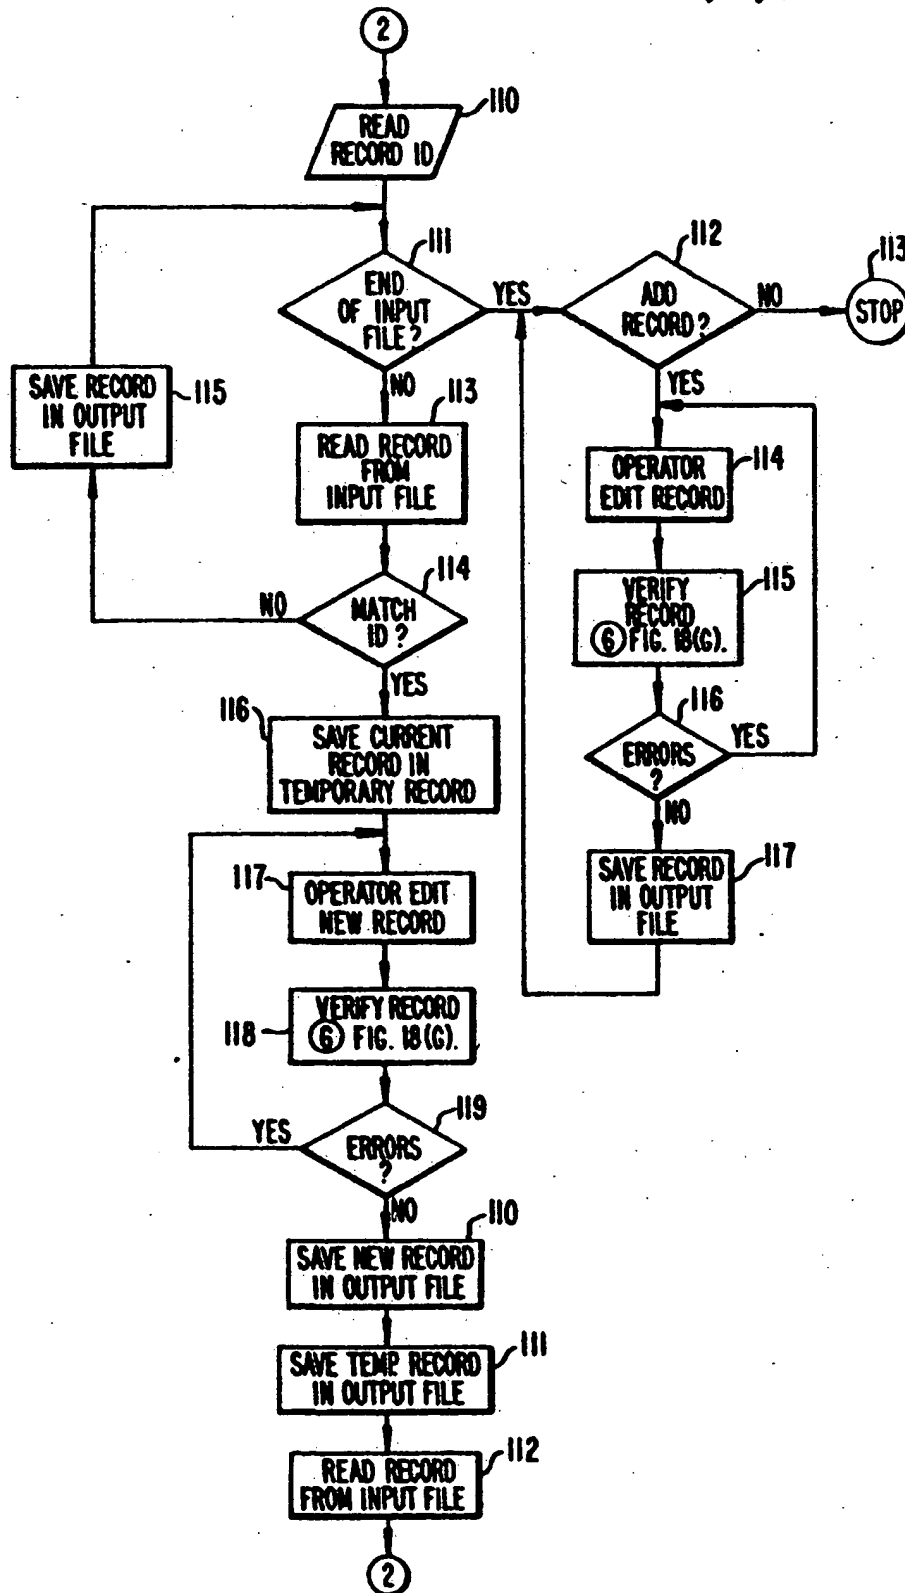 2
110
READ
RECORD ID
111
END
OF INPUT
FILE?
YES
112
ADD
RECORD?
NO
113
STOP
SAVE RECORD
IN OUTPUT
FILE
115
NO
113
READ RECORD
FROM
INPUT FILE
YES
OPERATOR
EDIT RECORD
114
114
MATCH
ID?
NO
VERIFY
RECORD
6 FIG. 18(G).
115
YES
116
SAVE CURRENT
RECORD IN
TEMPORARY RECORD
116
ERRORS
?
YES
NO
117
OPERATOR EDIT
NEW RECORD
SAVE RECORD
IN OUTPUT
FILE
117
118
VERIFY RECORD
6 FIG. 18(G).
119
ERRORS
?
YES
NO
110
SAVE NEW RECORD
IN OUTPUT FILE
111
SAVE TEMP RECORD
IN OUTPUT FILE
112
READ RECORD
FROM INPUT FILE
2